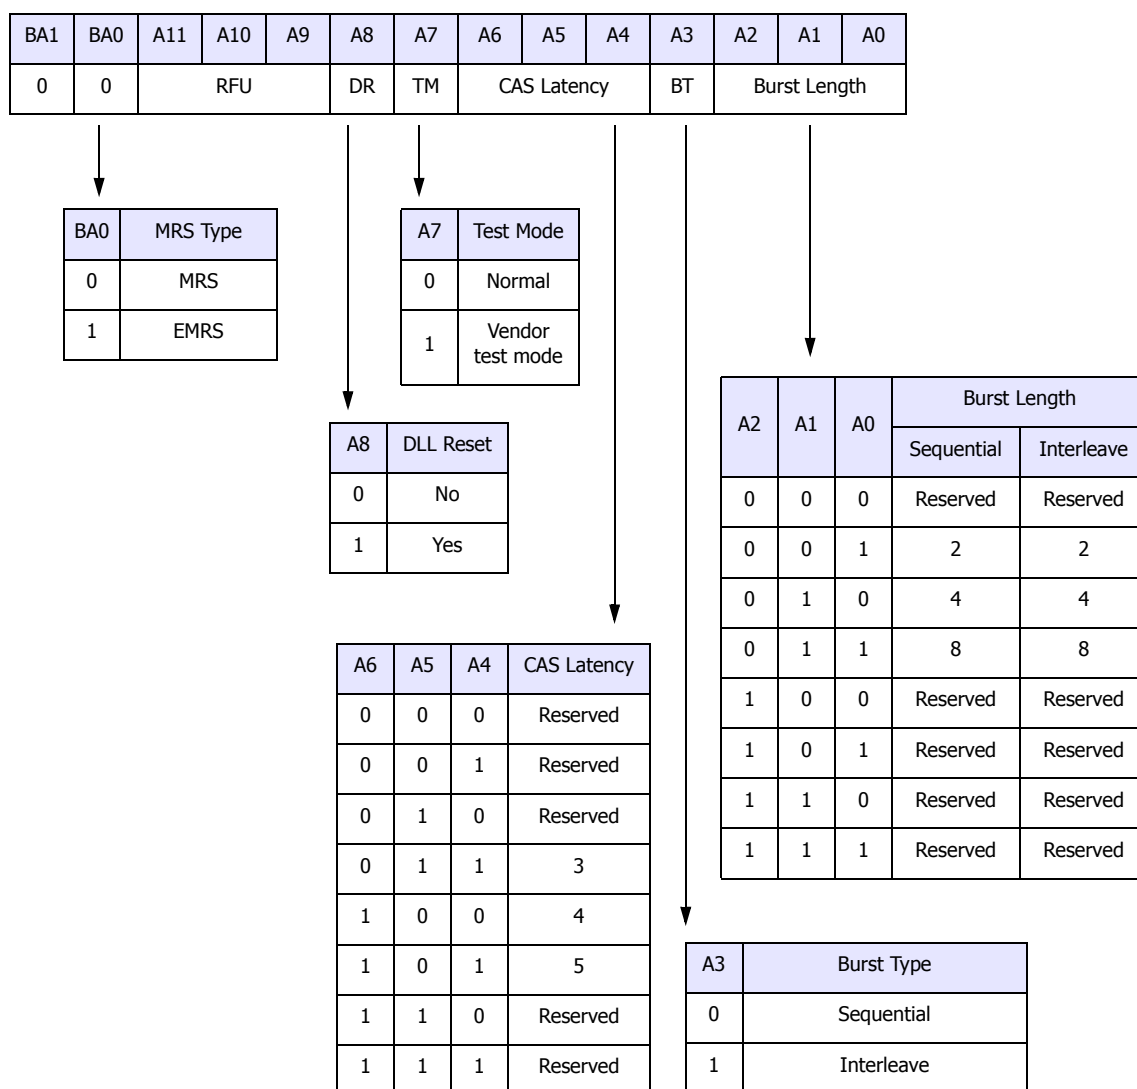 BA1 BA0 A11 A10 A9 A8 A7 A6 A5 A4 A3 A2 A1 A0
0 0 RFU DR TM CAS Latency BT Burst Length
BA0 MRS Type
0 MRS
1 EMRS
A7 Test Mode
0 Normal
1 Vendor
test mode
A8 DLL Reset
0 No
1 Yes
A2 A1 A0 Burst Length
Sequential Interleave
0 0 0 Reserved Reserved
0 0 1 2 2
0 1 0 4 4
0 1 1 8 8
1 0 0 Reserved Reserved
1 0 1 Reserved Reserved
1 1 0 Reserved Reserved
1 1 1 Reserved Reserved
A6 A5 A4 CAS Latency
0 0 0 Reserved
0 0 1 Reserved
0 1 0 Reserved
0 1 1 3
1 0 0 4
1 0 1 5
1 1 0 Reserved
1 1 1 Reserved
A3 Burst Type
0 Sequential
1 Interleave